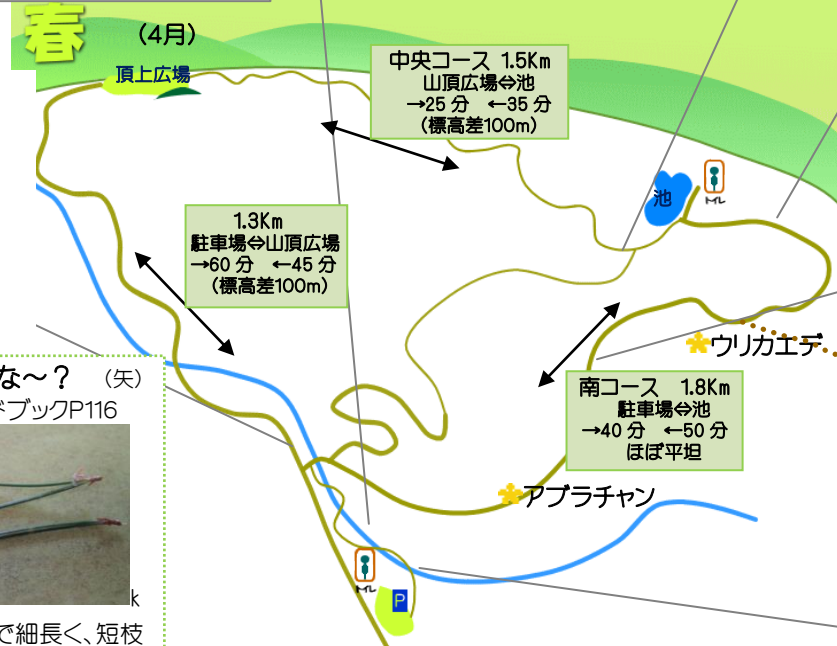 春
（4月）
頂上広場
中央コース 1.5Km
山頂広場⇔池
→25 分 ←35 分
（標高差100m）
池
トイレ
1.3Km
駐車場⇔山頂広場
→60 分 ←45 分
（標高差100m）
ウリカエデ
南コース 1.8Km
駐車場⇔池
→40 分 ←50 分
ほぼ平坦
アブラチャン
トイレ
P
な～？ （矢）
ドブックP116
k
で細長く、短枝